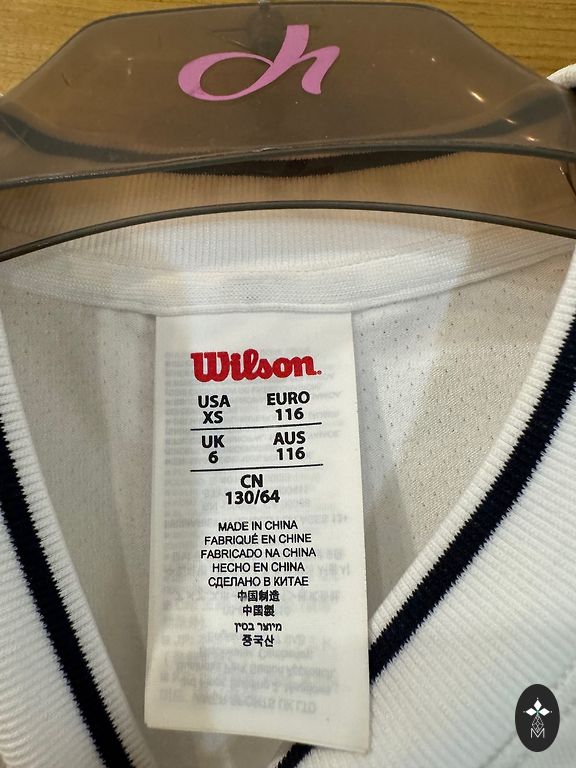 Wilson.
USA EURO
XS 116
UK AUS
6 116
CN
130/64
MADE IN CHINA
FABRIQUÉ EN CHINE
FABRICADO NA CHINA
HECHO EN CHINA
СДЕЛАНО В КИТАЕ
中国制造
中国製
מיוצר בסין
중국산